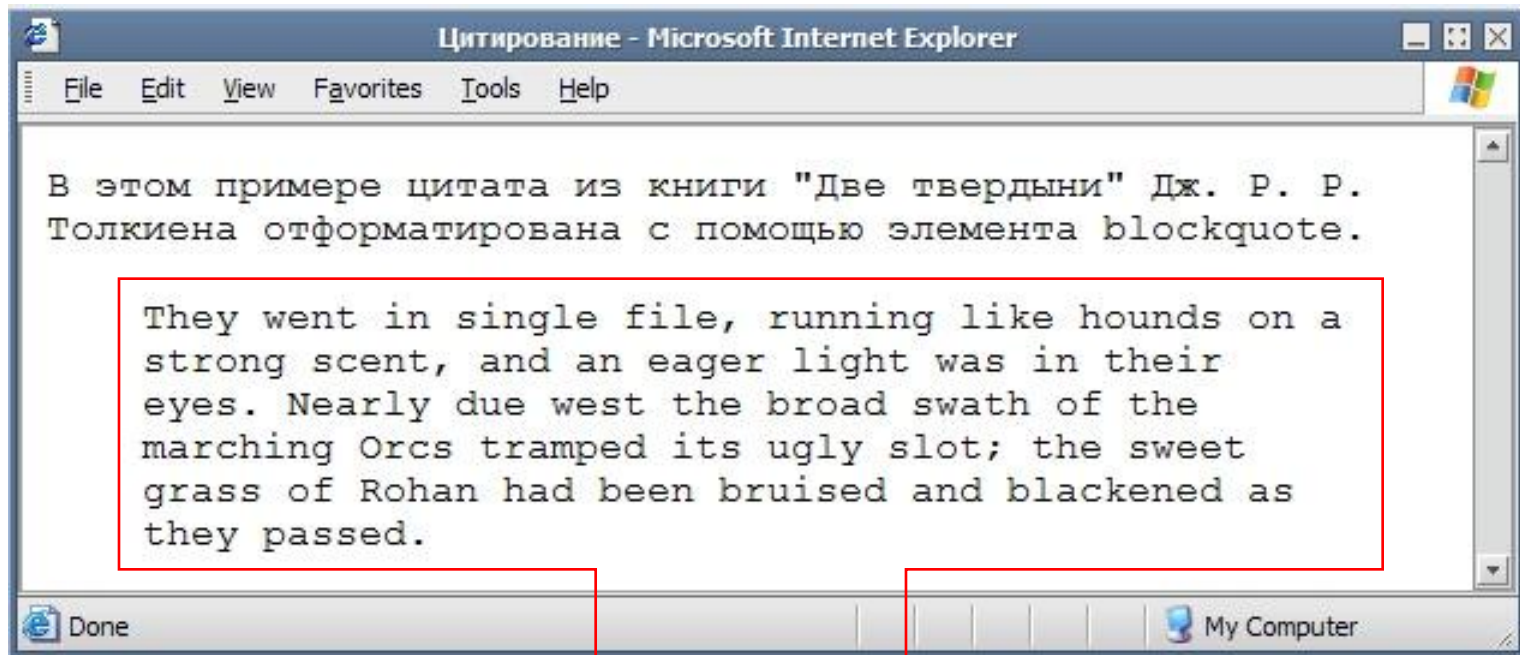 Цитирование - Microsoft Internet Explorer
File Edit View Favorites Tools Help
В этом примере цитата из книги "Две твердыни" Дж. Р. Р.
Толкиена отформатирована с помощью элемента blockquote.
They went in single file, running like hounds on a
strong scent, and an eager light was in their
eyes. Nearly due west the broad swath of the
marching Orcs tramped its ugly slot; the sweet
grass of Rohan had been bruised and blackened as
they passed.
Done My Computer